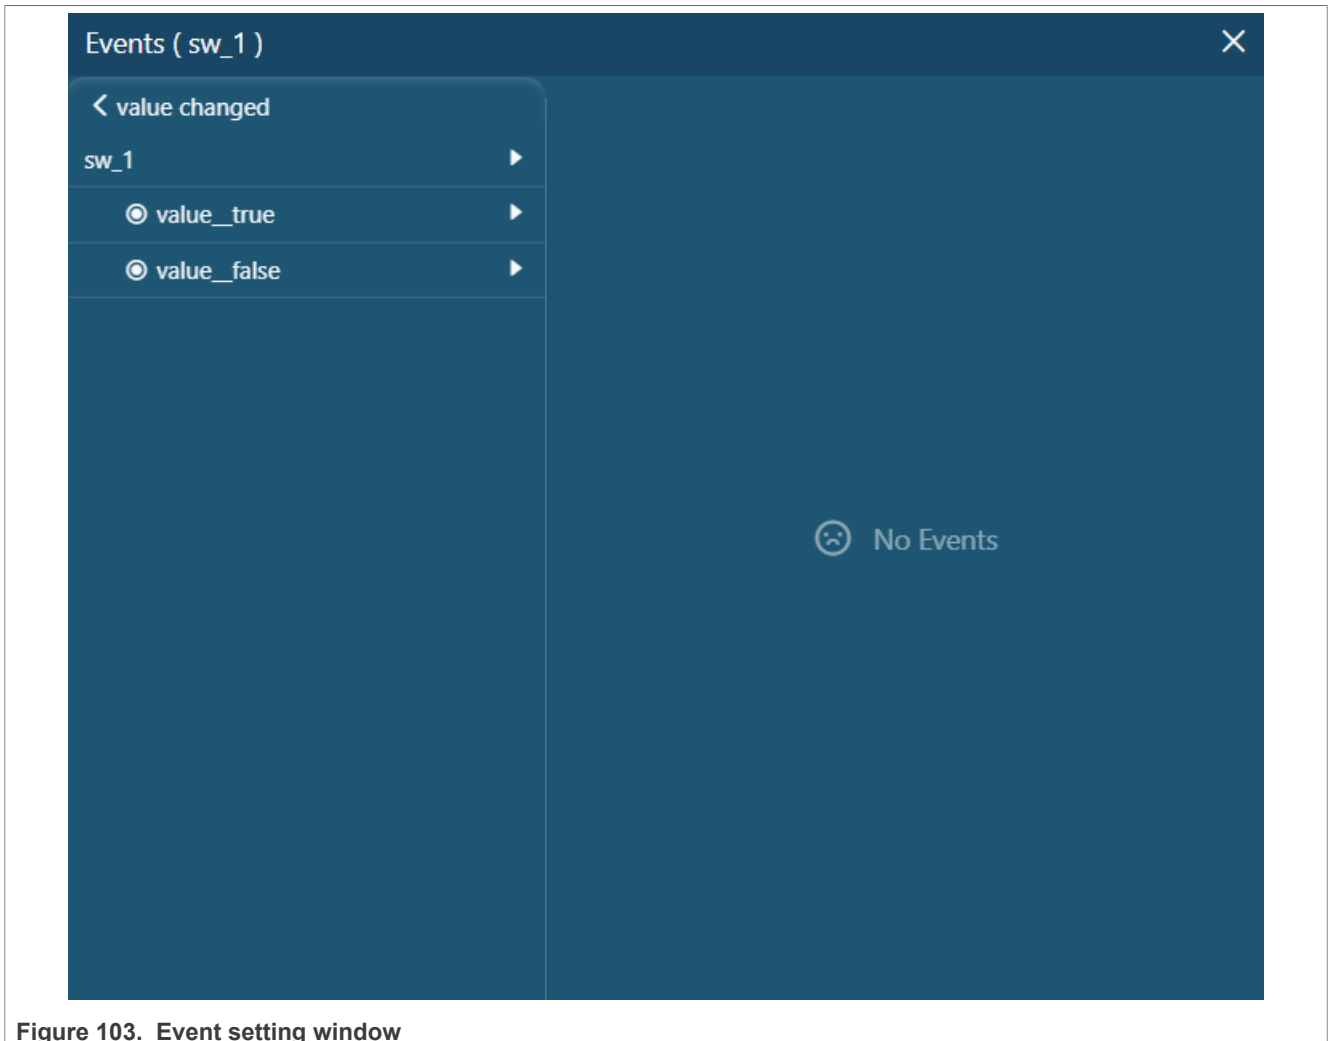 Events ( sw_1 )
value changed
sw_1
value__true
value__false
No Events
Figure 103. Event setting window